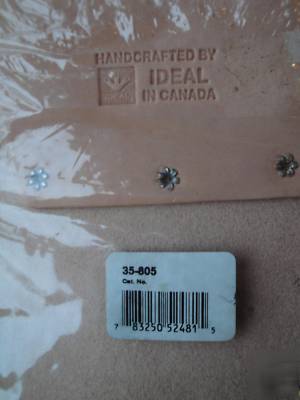 HANDCRAFTED BY
IDEAL
IN CANADA
35-805
Cat. No.
7 83250 52481 5